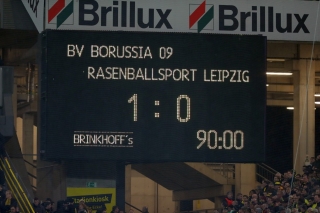 Brillux Brillux
BV BORUSSIA 09
RASENBALLSPORT LEIPZIG
1 : 0
BRINKHOFF's 90:00